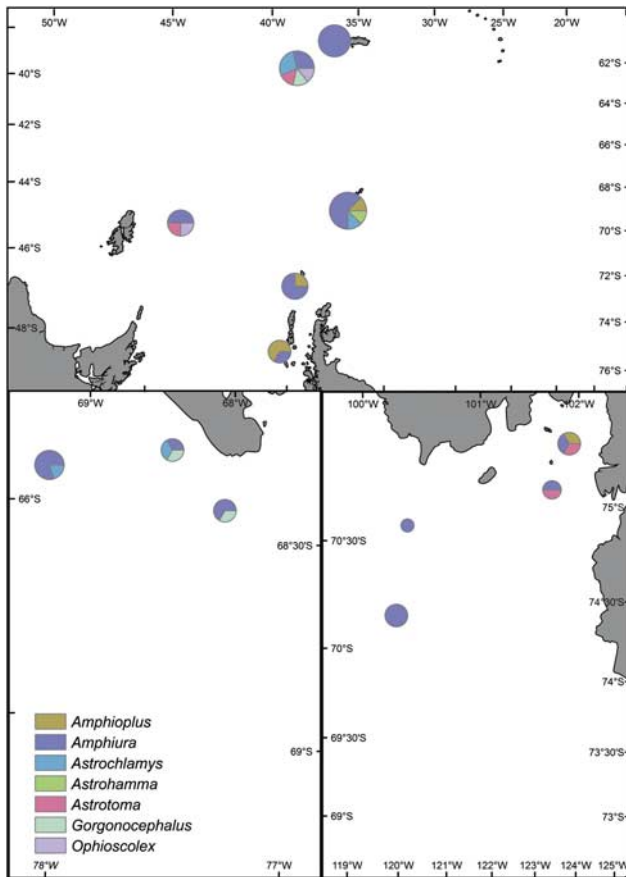 50°W 45°W 40°W 35°W 30°W 25°W 20°W
40°S 62°S
64°S
42°S 66°S
44°S 68°S
70°S
46°S
72°S
48°S 74°S
76°S
69°W 68°W 100°W 101°W 102°W
66°S 75°S
68°30'S 70°30'S
74°30'S
70°S
74°S
Amphioplus
Amphiura
69°S 69°30'S 73°30'S
Astrochlamys
Astrohamma
Astrotoma
69°S 73°S
Gorgonocephalus
Ophioscolex
78°W 77°W 119°W 120°W 121°W 122°W 123°W 124°W 125°W